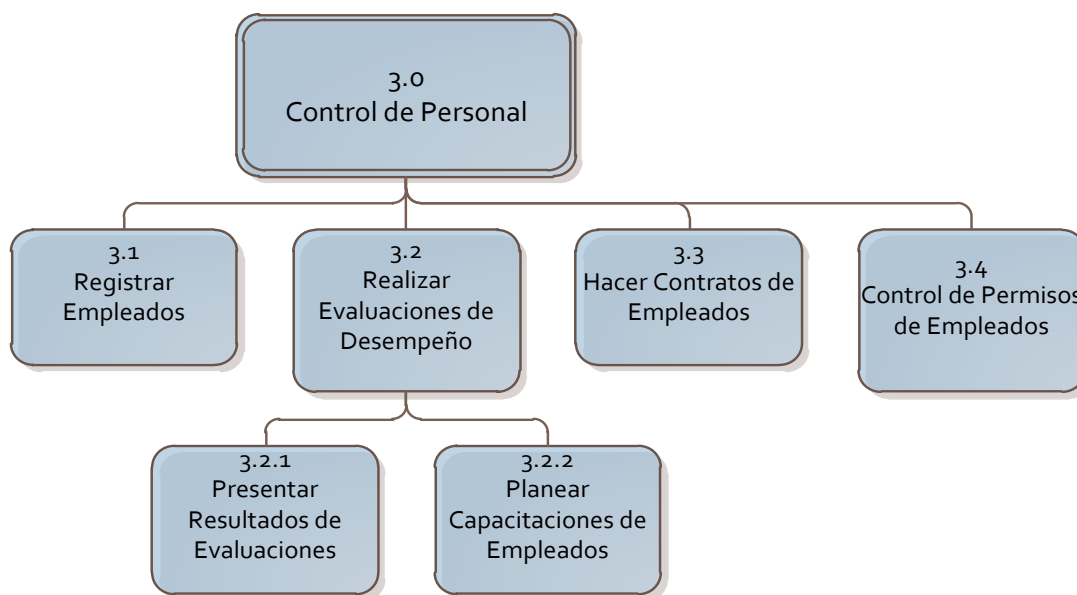 3.0
Control de Personal
3.1
Registrar
Empleados
3.2
Realizar
Evaluaciones de
Desempeño
3.3
Hacer Contratos de
Empleados
3.4
Control de Permisos
de Empleados
3.2.1
Presentar
Resultados de
Evaluaciones
3.2.2
Planear
Capacitaciones de
Empleados